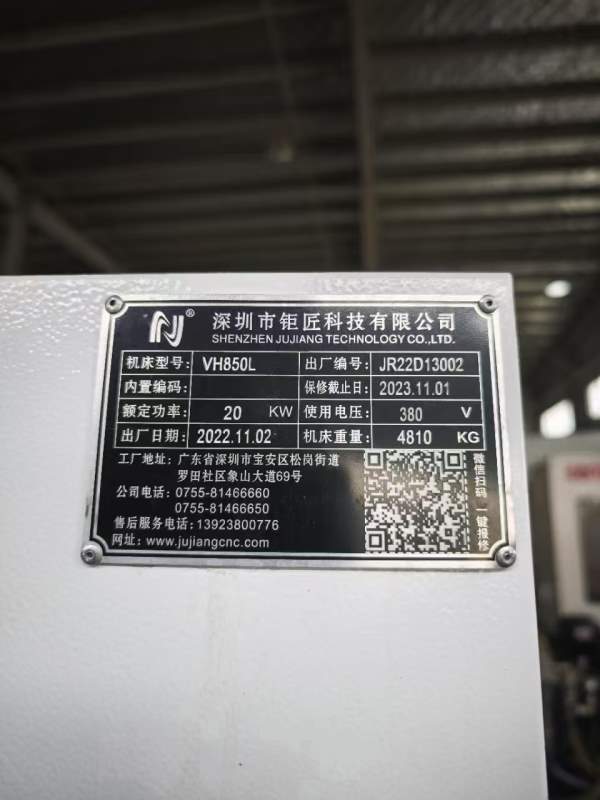 NJ®
深圳市钜匠科技有限公司
SHENZHEN JUJIANG TECHNOLOGY CO.,LTD.
机床型号: VH850L 出厂编号: JR22D13002
内置编码: 保修截止日: 2023.11.01
额定功率: 20 KW 使用电压: 380 V
出厂日期: 2022.11.02 机床重量: 4810 KG
工厂地址: 广东省深圳市宝安区松岗街道
罗田社区象山大道69号
公司电话: 0755-81466660
0755-81466650
售后服务电话: 13923800776
网址: www.jujiangcnc.com
微信扫码 一键报修